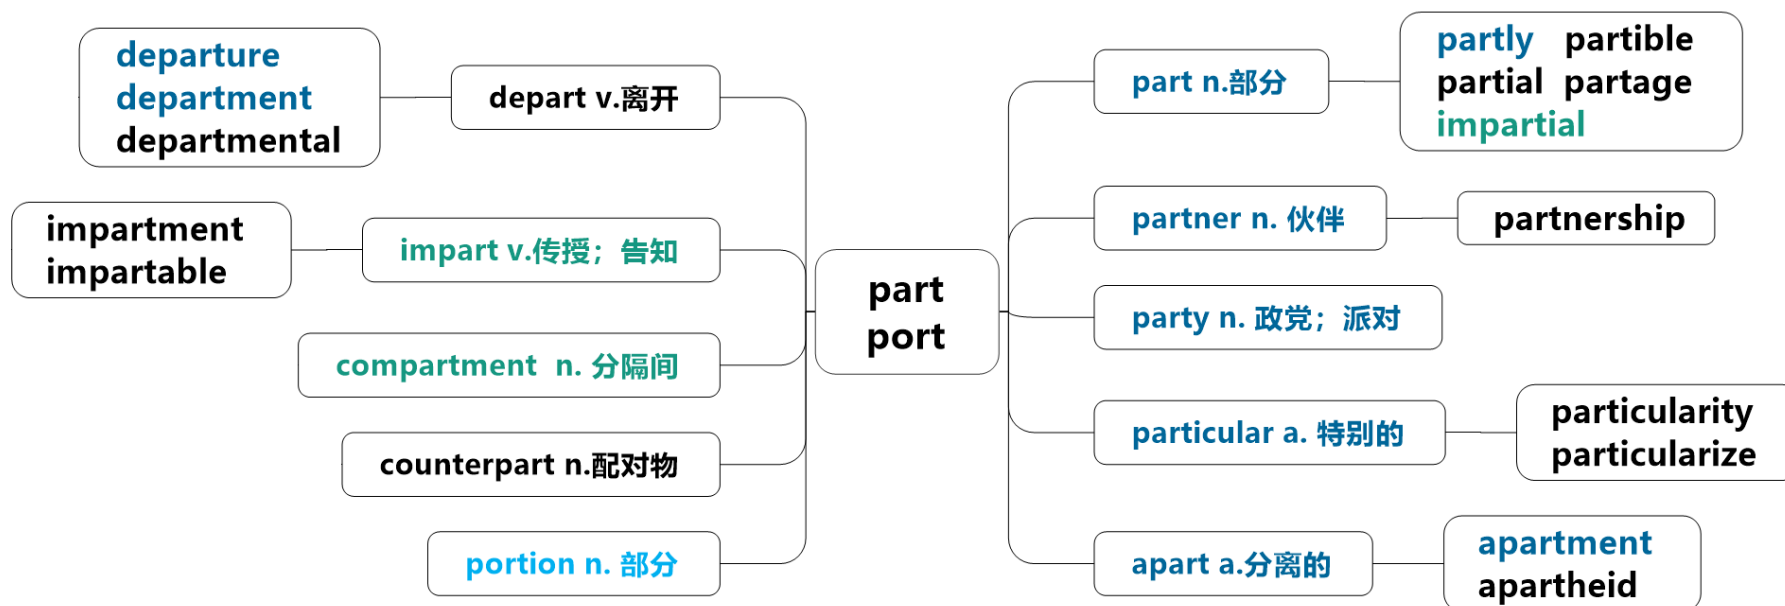 departure
department
departmental
depart v.离开
impartment
impartable
impart v.传授；告知
compartment n. 分隔间
counterpart n.配对物
portion n. 部分
part
port
part n.部分
partly partible
partial partage
impartial
partner n. 伙伴
partnership
party n. 政党；派对
particular a. 特别的
particularity
particularize
apart a.分离的
apartment
apartheid